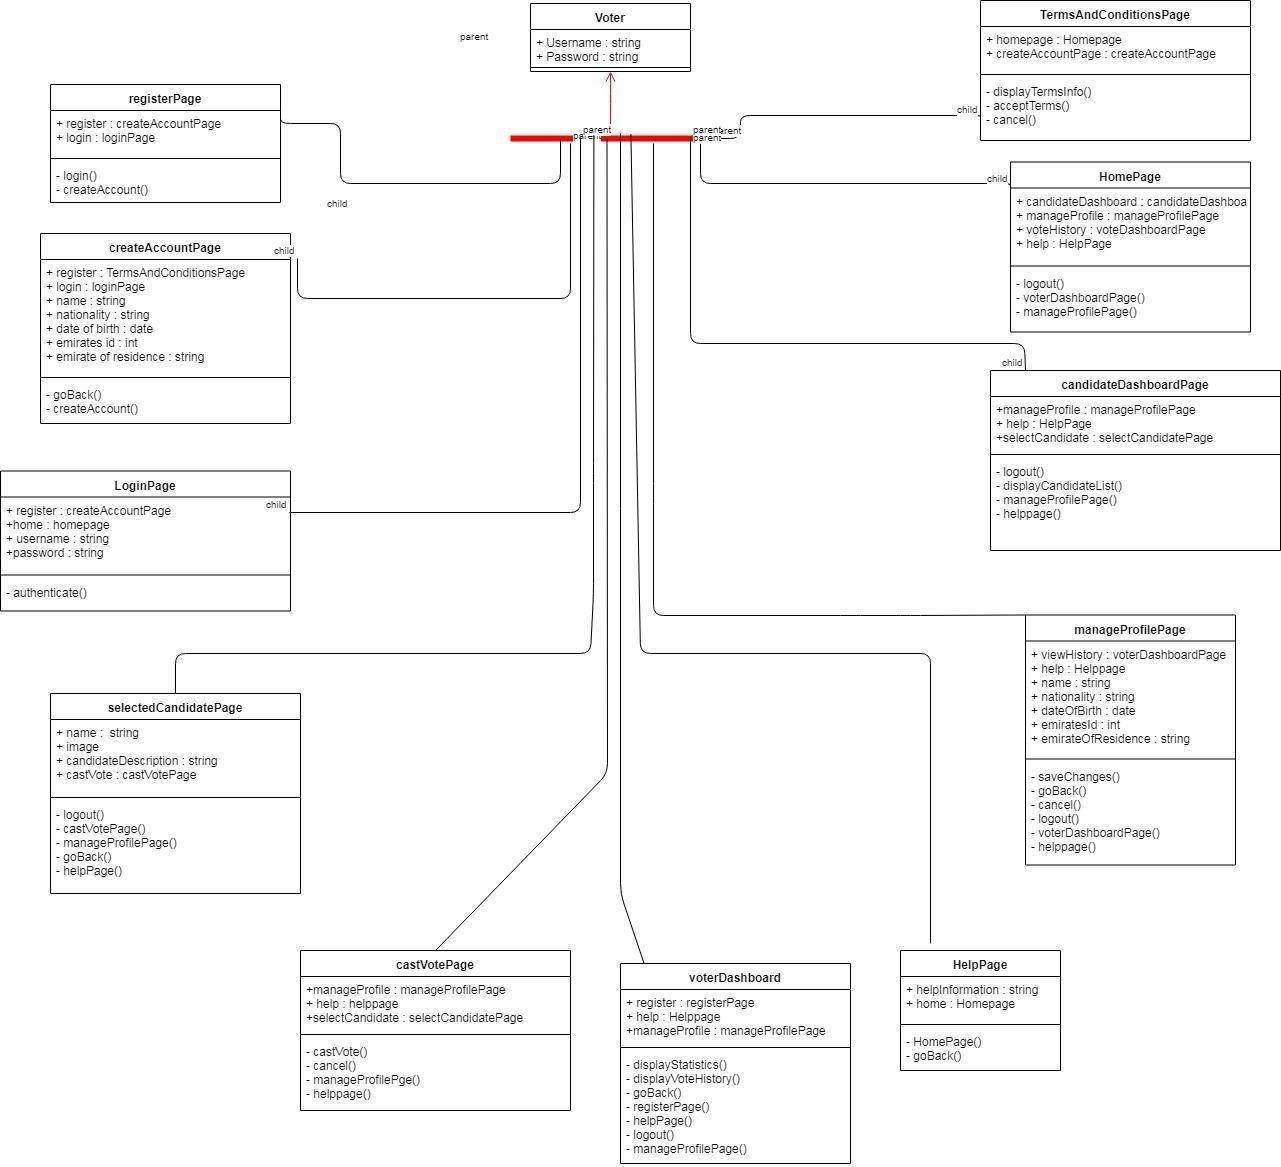 Voter
+ Username : string
+ Password : string
parent
TermsAndConditionsPage
+ homepage : Homepage
+ createAccountPage : createAccountPage
- displayTermsInfo()
- acceptTerms()
- cancel()
child
registerPage
+ register : createAccountPage
+ login : loginPage
- login()
- createAccount()
child
parent
parent
parent
HomePage
+ candidateDashboard : candidateDashboa
+ manageProfile : manageProfilePage
+ voteHistory : voteDashboardPage
+ help : HelpPage
- logout()
- voterDashboardPage()
- manageProfilePage()
child
createAccountPage
+ register : TermsAndConditionsPage
+ login : loginPage
+ name : string
+ nationality : string
+ date of birth : date
+ emirates id : int
+ emirate of residence : string
- goBack()
- createAccount()
child
child
candidateDashboardPage
+manageProfile : manageProfilePage
+ help : HelpPage
+selectCandidate : selectCandidatePage
- logout()
- displayCandidateList()
- manageProfilePage()
- helppage()
LoginPage
+ register : createAccountPage
+home : homepage
+ username : string
+password : string
- authenticate()
child
manageProfilePage
+ viewHistory : voterDashboardPage
+ help : Helppage
+ name : string
+ nationality : string
+ dateOfBirth : date
+ emiratesId : int
+ emirateOfResidence : string
- saveChanges()
- goBack()
- cancel()
- logout()
- voterDashboardPage()
- helppage()
selectedCandidatePage
+ name :  string
+ image
+ candidateDescription : string
+ castVote : castVotePage
- logout()
- castVotePage()
- manageProfilePage()
- goBack()
- helpPage()
castVotePage
+manageProfile : manageProfilePage
+ help : helppage
+selectCandidate : selectCandidatePage
- castVote()
- cancel()
- manageProfilePge()
- helppage()
voterDashboard
+ register : registerPage
+ help : Helppage
+manageProfile : manageProfilePage
- displayStatistics()
- displayVoteHistory()
- goBack()
- registerPage()
- helpPage()
- logout()
- manageProfilePage()
HelpPage
+ helpInformation : string
+ home : Homepage
- HomePage()
- goBack()